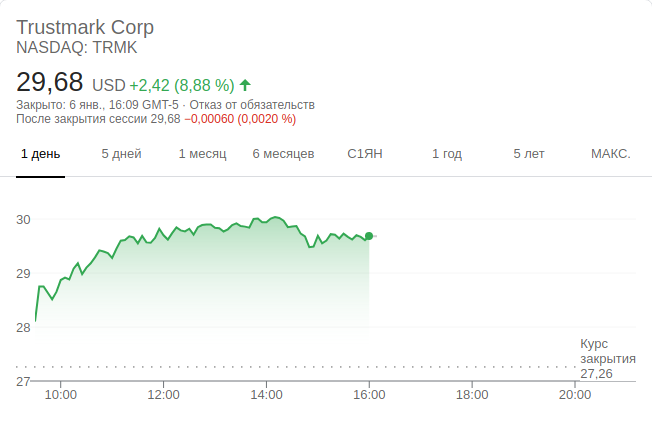 Trustmark Corp
NASDAQ: TRMK
29,68 USD +2,42 (8,88 %)
Закрыто: 6 янв., 16:09 GMT-5 · Отказ от обязательств
После закрытия сессии 29,68 −0,00060 (0,0020 %)
1 день 5 дней 1 месяц 6 месяцев С1ЯН 1 год 5 лет МАКС.
30
29
28
Курс
закрытия
27,26
27
10:00 12:00 14:00 16:00 18:00 20:00